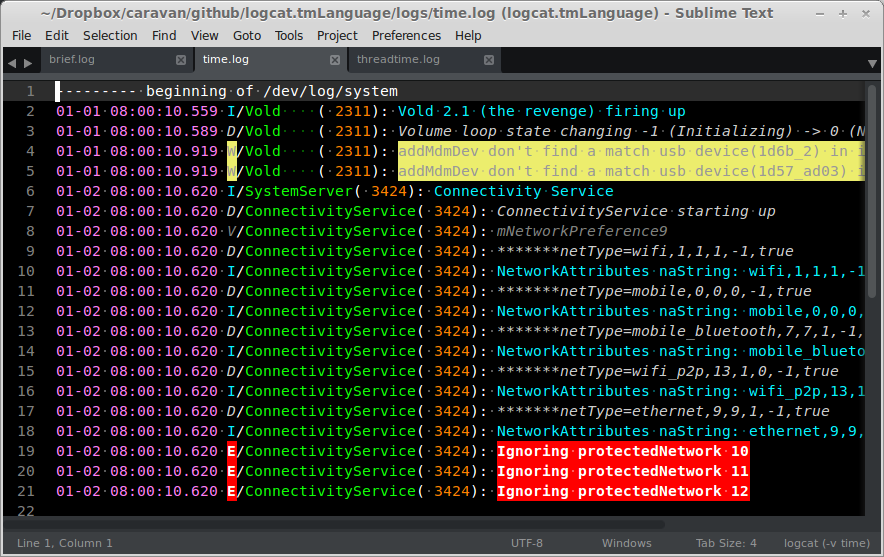 ~/Dropbox/caravan/github/logcat.tmLanguage/logs/time.log (logcat.tmLanguage) - Sublime Text
File Edit Selection Find View Goto Tools Project Preferences Help
brief.log time.log threadtime.log
1 --------- beginning of /dev/log/system
2 01-01 08:00:10.559 I/Vold    ( 2311): Vold 2.1 (the revenge) firing up
3 01-01 08:00:10.589 D/Vold    ( 2311): Volume loop state changing -1 (Initializing) -> 0 (N
4 01-01 08:00:10.919 W/Vold    ( 2311): addMdmDev don't find a match usb device(1d6b_2) in i
5 01-01 08:00:10.919 W/Vold    ( 2311): addMdmDev don't find a match usb device(1d57_ad03) i
6 01-02 08:00:10.620 I/SystemServer( 3424): Connectivity Service
7 01-02 08:00:10.620 D/ConnectivityService( 3424): ConnectivityService starting up
8 01-02 08:00:10.620 V/ConnectivityService( 3424): mNetworkPreference9
9 01-02 08:00:10.620 D/ConnectivityService( 3424): *******netType=wifi,1,1,1,-1,true
10 01-02 08:00:10.620 I/ConnectivityService( 3424): NetworkAttributes naString: wifi,1,1,1,-1
11 01-02 08:00:10.620 D/ConnectivityService( 3424): *******netType=mobile,0,0,0,-1,true
12 01-02 08:00:10.620 I/ConnectivityService( 3424): NetworkAttributes naString: mobile,0,0,0,
13 01-02 08:00:10.620 D/ConnectivityService( 3424): *******netType=mobile_bluetooth,7,7,1,-1,
14 01-02 08:00:10.620 I/ConnectivityService( 3424): NetworkAttributes naString: mobile_blueto
15 01-02 08:00:10.620 D/ConnectivityService( 3424): *******netType=wifi_p2p,13,1,0,-1,true
16 01-02 08:00:10.620 I/ConnectivityService( 3424): NetworkAttributes naString: wifi_p2p,13,1
17 01-02 08:00:10.620 D/ConnectivityService( 3424): *******netType=ethernet,9,9,1,-1,true
18 01-02 08:00:10.620 I/ConnectivityService( 3424): NetworkAttributes naString: ethernet,9,9,
19 01-02 08:00:10.620 E/ConnectivityService( 3424): Ignoring protectedNetwork 10
20 01-02 08:00:10.620 E/ConnectivityService( 3424): Ignoring protectedNetwork 11
21 01-02 08:00:10.620 E/ConnectivityService( 3424): Ignoring protectedNetwork 12
22
Line 1, Column 1 UTF-8 Windows Tab Size: 4 logcat (-v time)